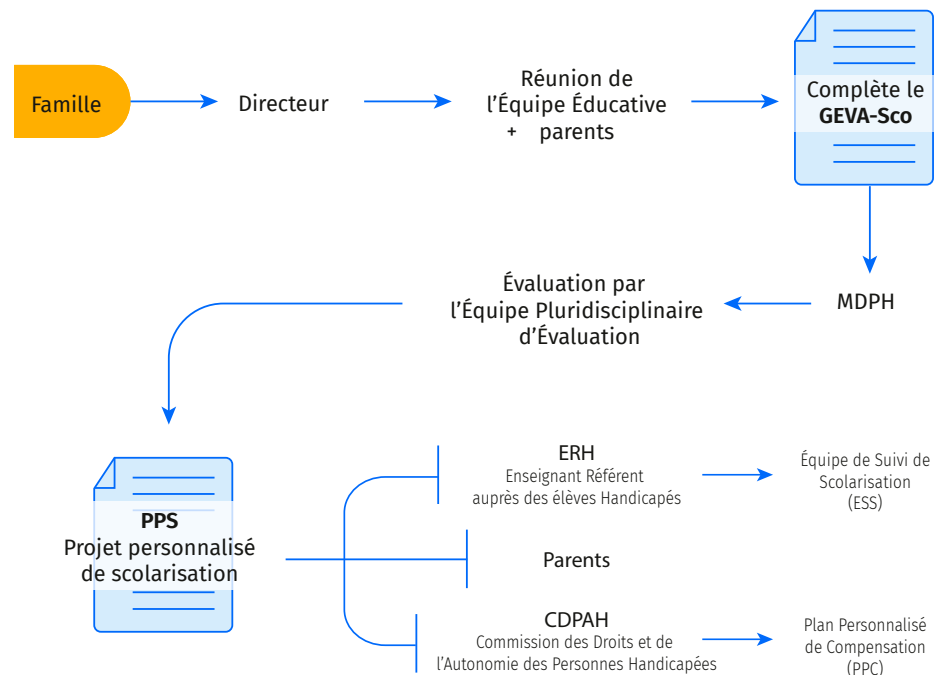 Famille
Directeur
Réunion de
l'Équipe Éducative
+ parents
Complète le
GEVA-Sco
MDPH
Évaluation par
l'Équipe Pluridisciplinaire
d'Évaluation
PPS
Projet personnalisé
de scolarisation
ERH
Enseignant Référent
auprès des élèves Handicapés
Équipe de Suivi de
Scolarisation
(ESS)
Parents
CDPAH
Commission des Droits et de
l'Autonomie des Personnes Handicapées
Plan Personnalisé
de Compensation
(PPC)